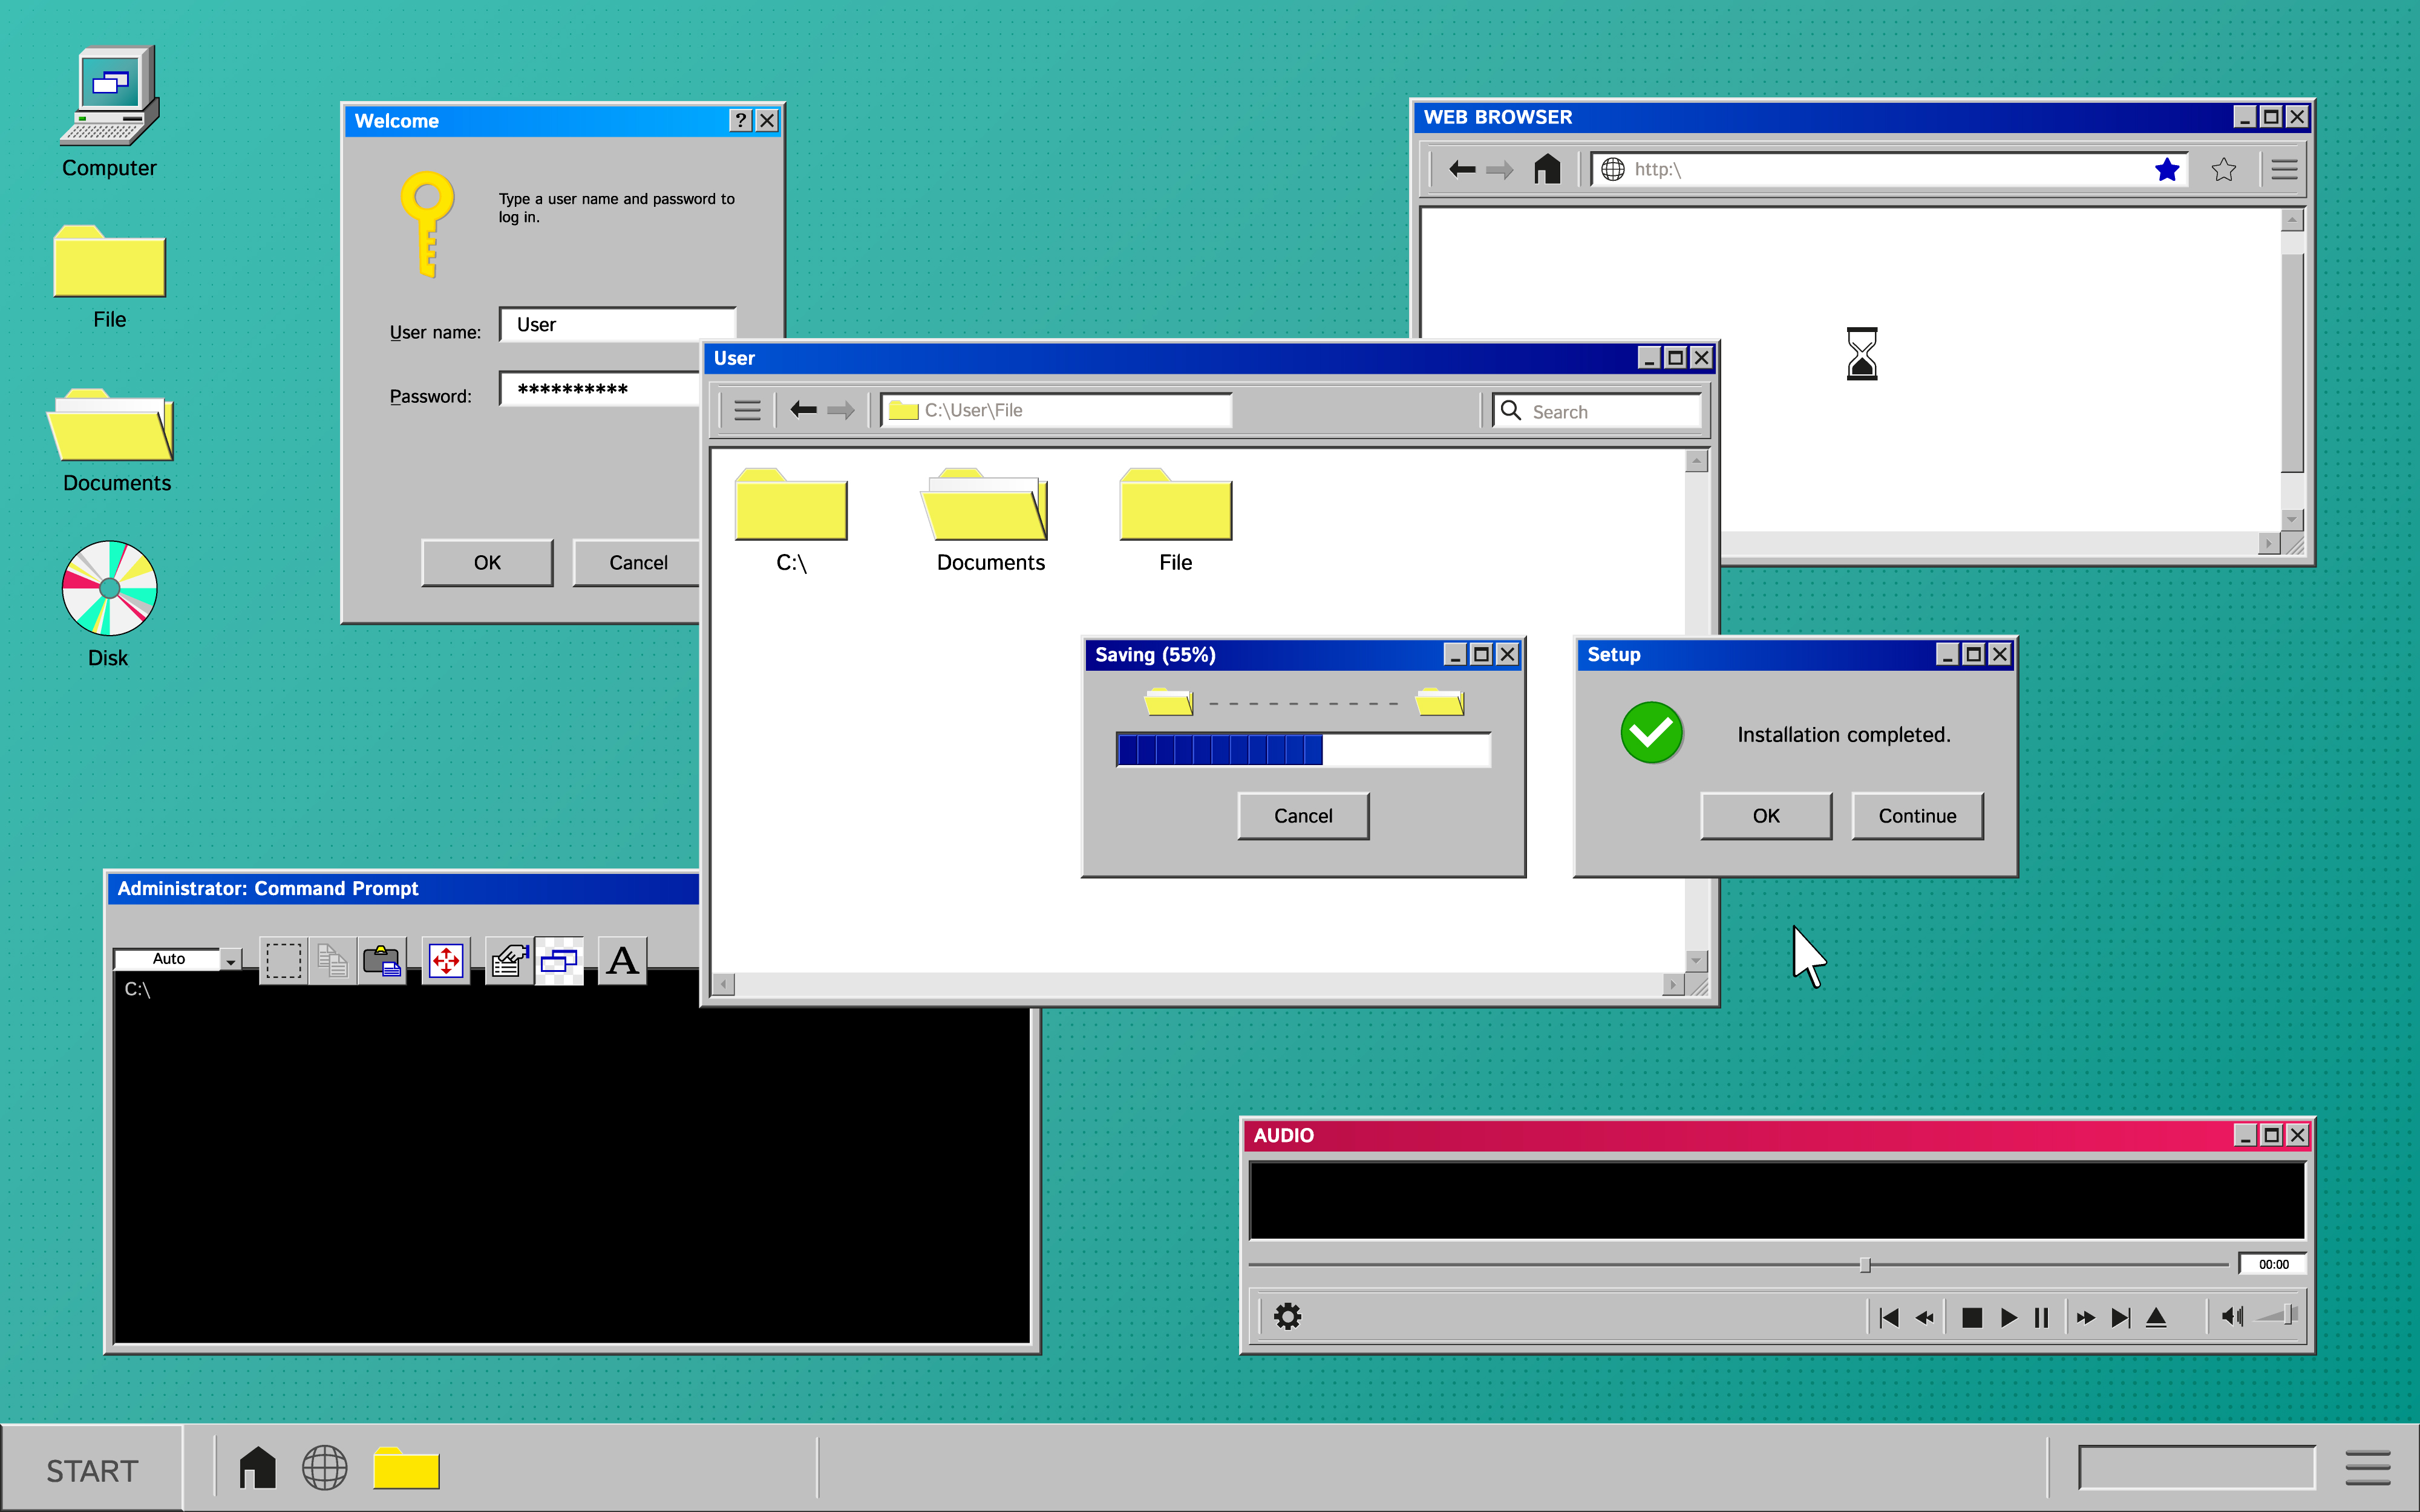 Computer
File
Documents
Disk
Welcome
?
Type a user name and password to
log in.
User name:
User
Password:
**********
OK
Cancel
WEB BROWSER
http:\
User
C:\User\File
Search
C:\
Documents
File
Saving (55%)
Cancel
Setup
Installation completed.
OK
Continue
Administrator: Command Prompt
Auto
A
C:\
AUDIO
00:00
START